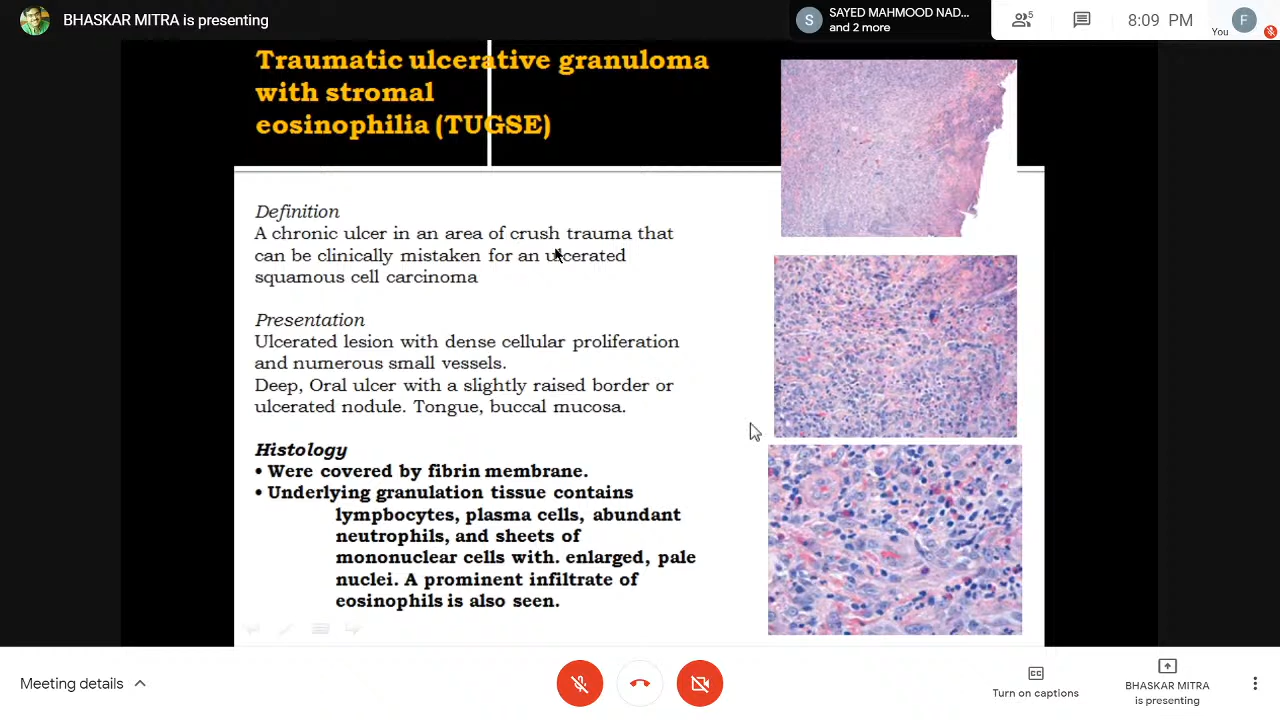 BHASKAR MITRA is presenting
S
SAYED MAHMOOD NAD...
and 2 more
5
8:09 PM
You
F
Traumatic ulcerative granuloma
with stromal
eosinophilia (TUGSE)
Definition
A chronic ulcer in an area of crush trauma that
can be clinically mistaken for an ulcerated
squamous cell carcinoma
Presentation
Ulcerated lesion with dense cellular proliferation
and numerous small vessels.
Deep, Oral ulcer with a slightly raised border or
ulcerated nodule. Tongue, buccal mucosa.
Histology
• Were covered by fibrin membrane.
• Underlying granulation tissue contains
lympbocytes, plasma cells, abundant
neutrophils, and sheets of
mononuclear cells with. enlarged, pale
nuclei. A prominent infiltrate of
eosinophils is also seen.
Meeting details
CC
Turn on captions
BHASKAR MITRA
is presenting